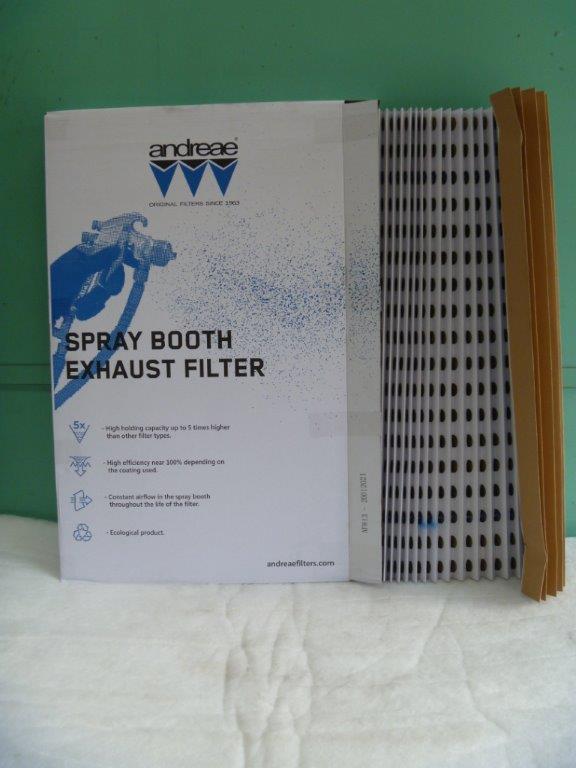 andreae®
ORIGINAL FILTERS SINCE 1963
SPRAY BOOTH
EXHAUST FILTER
5x
- High holding capacity up to 5 times higher
than other filter types.
- High efficiency near 100% depending on
the coating used.
- Constant airflow in the spray booth
throughout the life of the filter.
- Ecological product.
andreaefilters.com